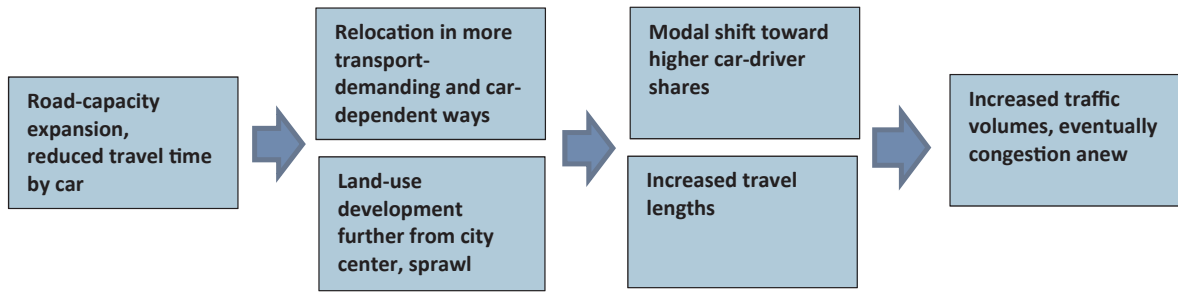 Road-capacity
expansion,
reduced travel time
by car
Relocation in more
transport-
demanding and car-
dependent ways
Land-use
development
further from city
center, sprawl
Modal shift toward
higher car-driver
shares
Increased travel
lengths
Increased traffic
volumes, eventually
congestion anew